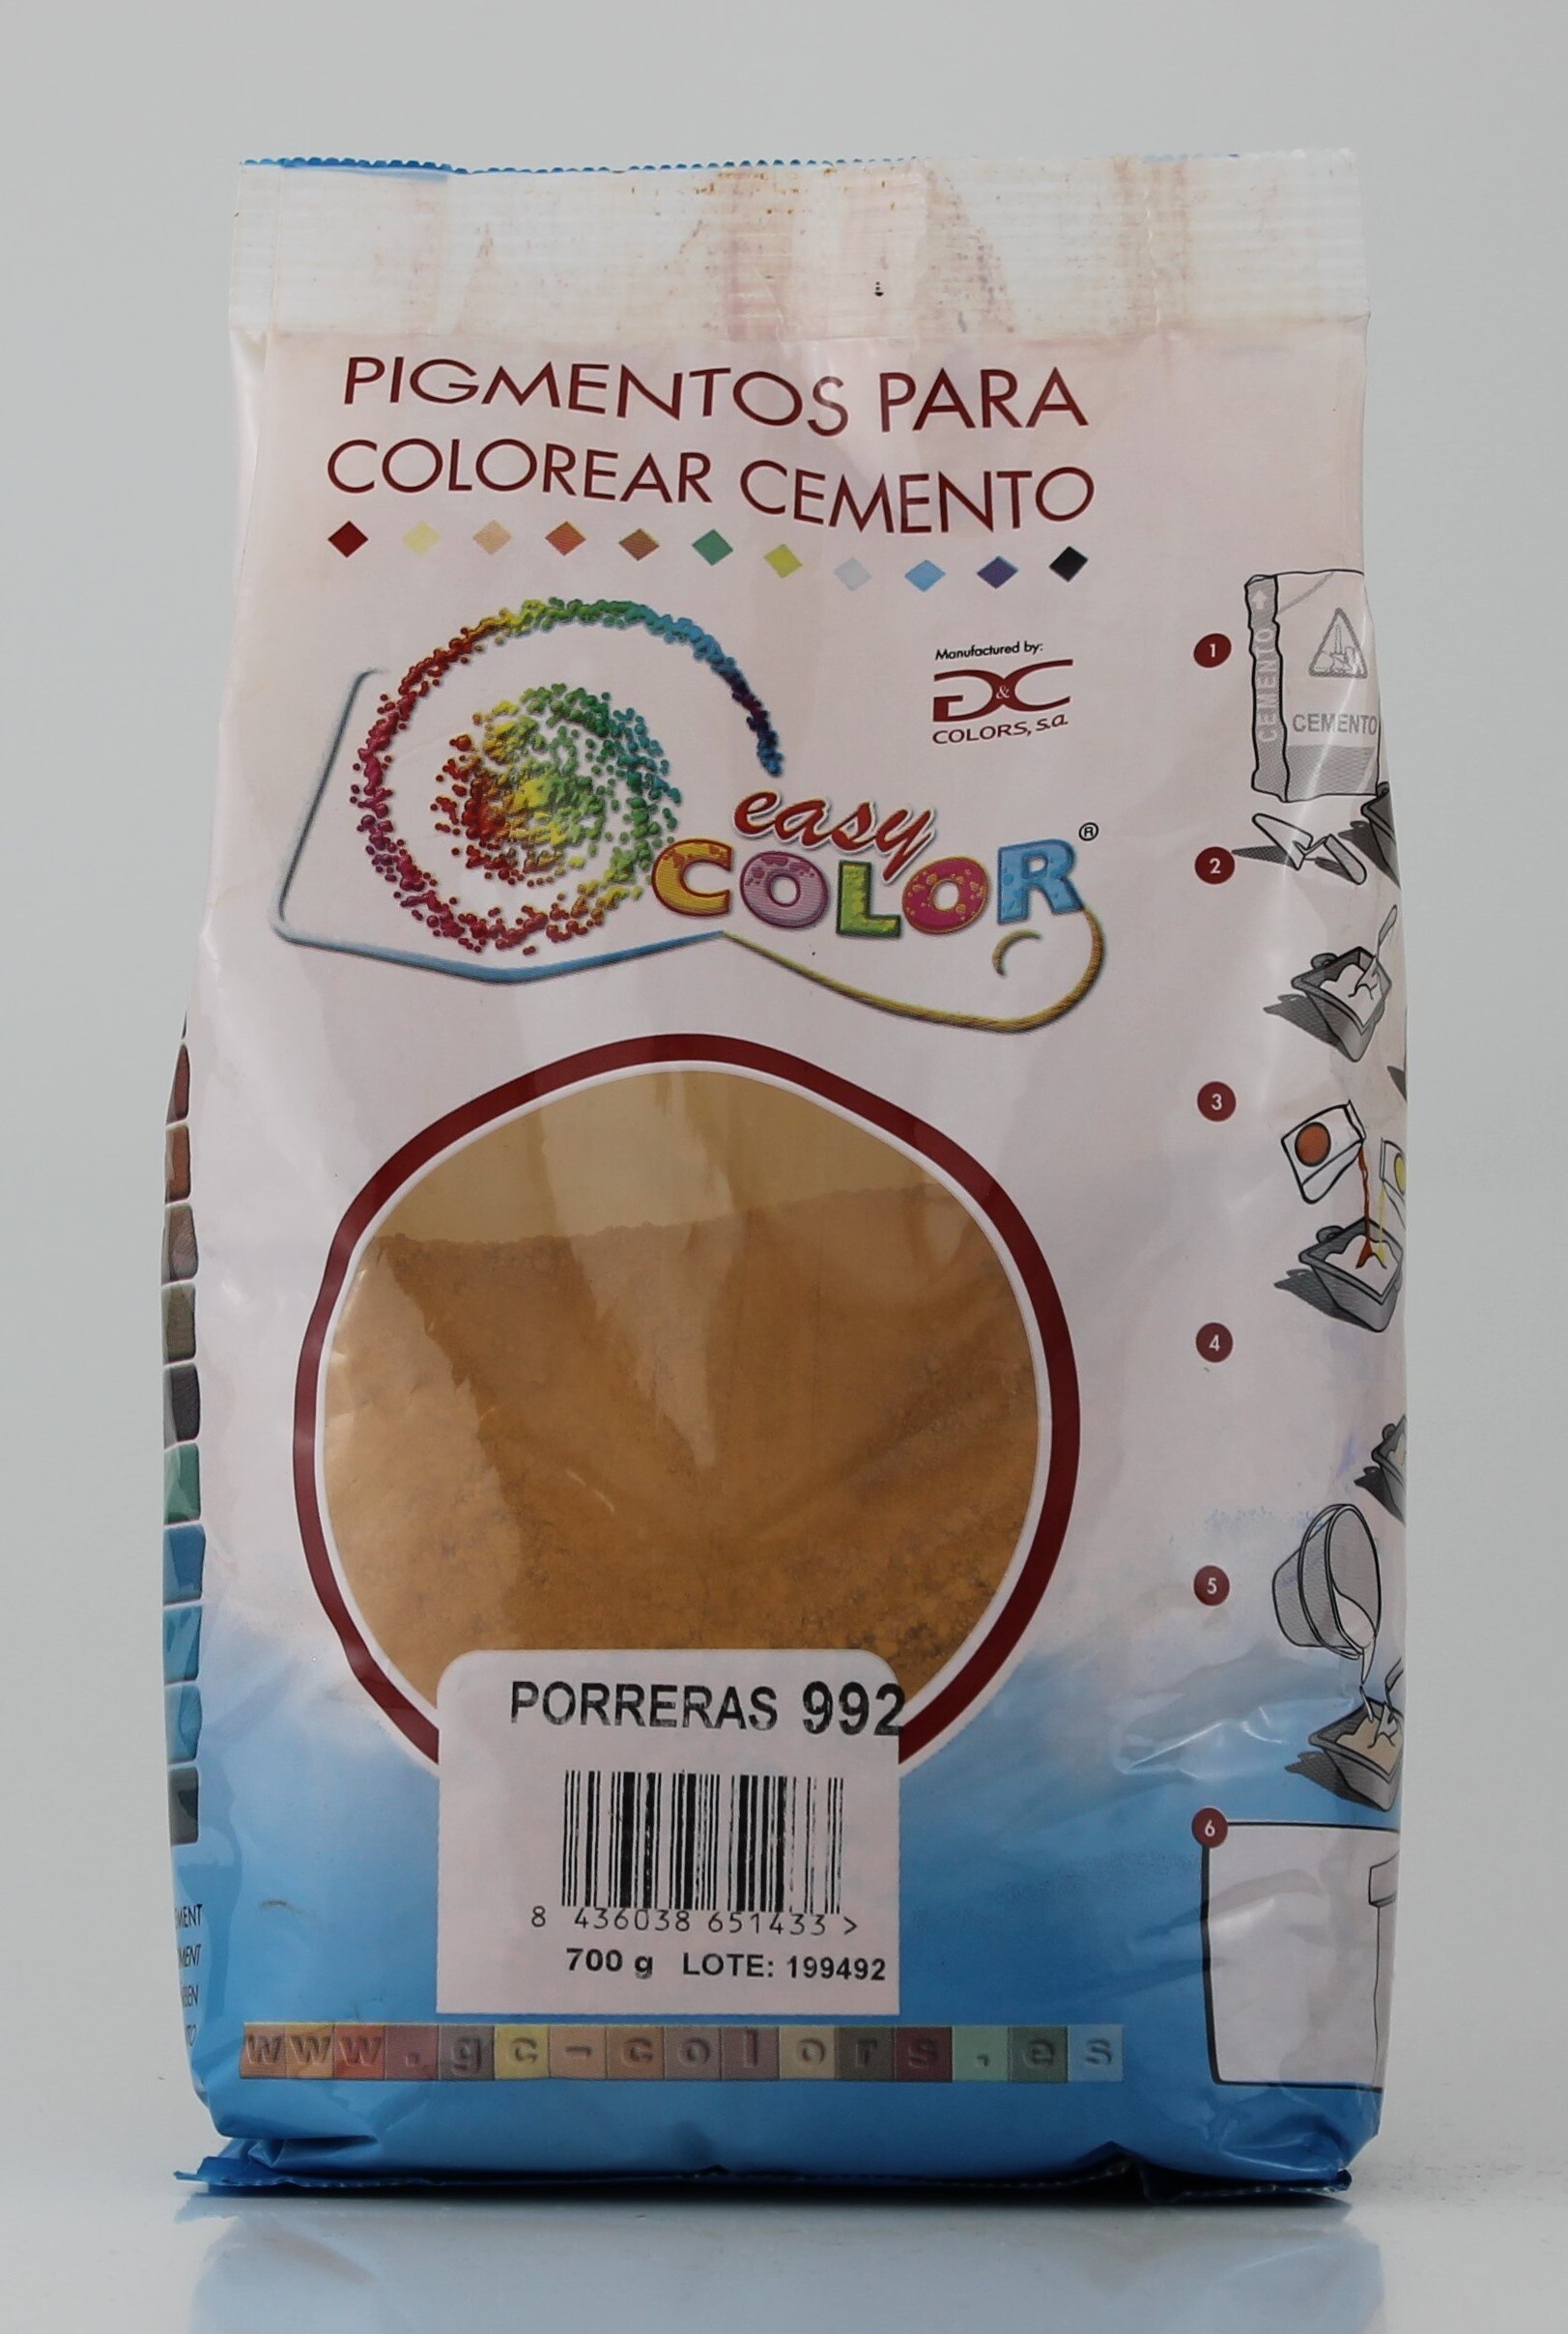 PIGMENTOS PARA
COLOREAR CEMENTO
Manufactured by:
G&C
COLORS, s.a.
easy
COLOR®
1
CEMENTO
CEMENTO
2
3
4
5
6
PORRERAS 992
8 436038 651433 >
700 g LOTE: 199492
www.gc-colors.es